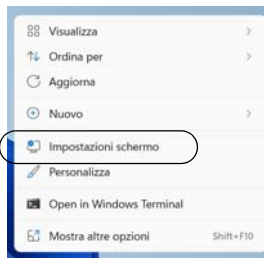 Visualizza
Ordina per
Aggiorna
Nuovo
Impostazioni schermo
Personalizza
Open in Windows Terminal
Mostra altre opzioni Shift+F10